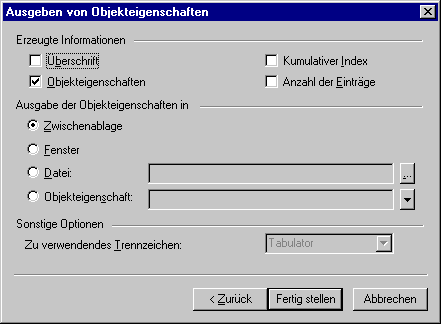 Ausgeben von Objekteigenschaften
Erzeugte Informationen
Überschrift
Kumulativer Index
Objekteigenschaften
Anzahl der Einträge
Ausgabe der Objekteigenschaften in
Zwischenablage
Fenster
Datei:
...
Objekteigenschaft:
Sonstige Optionen
Zu verwendendes Trennzeichen:
Tabulator
< Zurück
Fertig stellen
Abbrechen